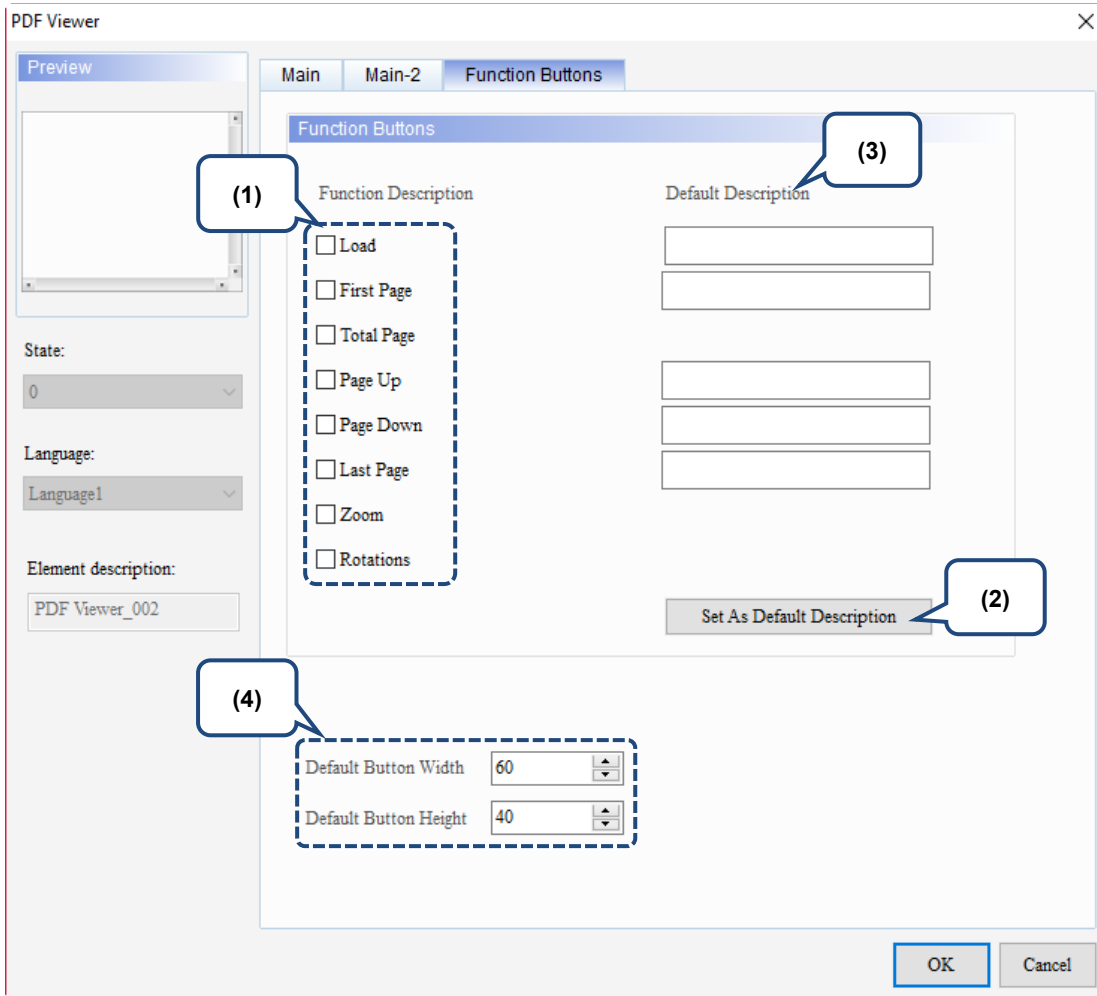 PDF Viewer
Preview
Main Main-2 Function Buttons
Function Buttons
(3)
(1)
Function Description Default Description
Load
First Page
Total Page
Page Up
Page Down
Last Page
Zoom
Rotations
State:
0
Language:
Language1
Element description:
PDF Viewer_002
Set As Default Description
(2)
(4)
Default Button Width 60
Default Button Height 40
OK Cancel